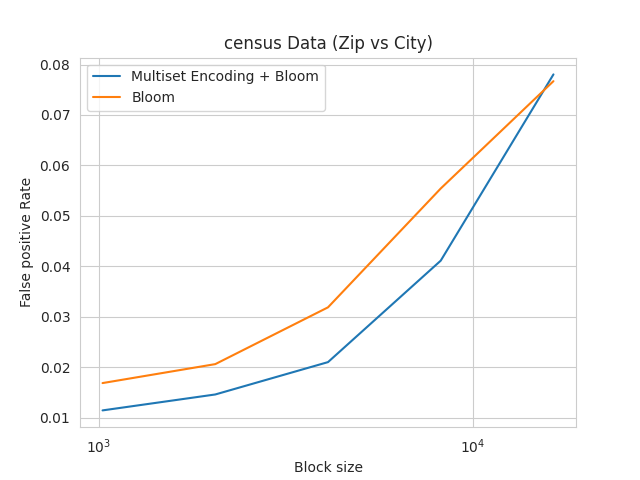 census Data (Zip vs City)
Multiset Encoding + Bloom
Bloom
False positive Rate
0.08
0.07
0.06
0.05
0.04
0.03
0.02
0.01
10³
10⁴
Block size